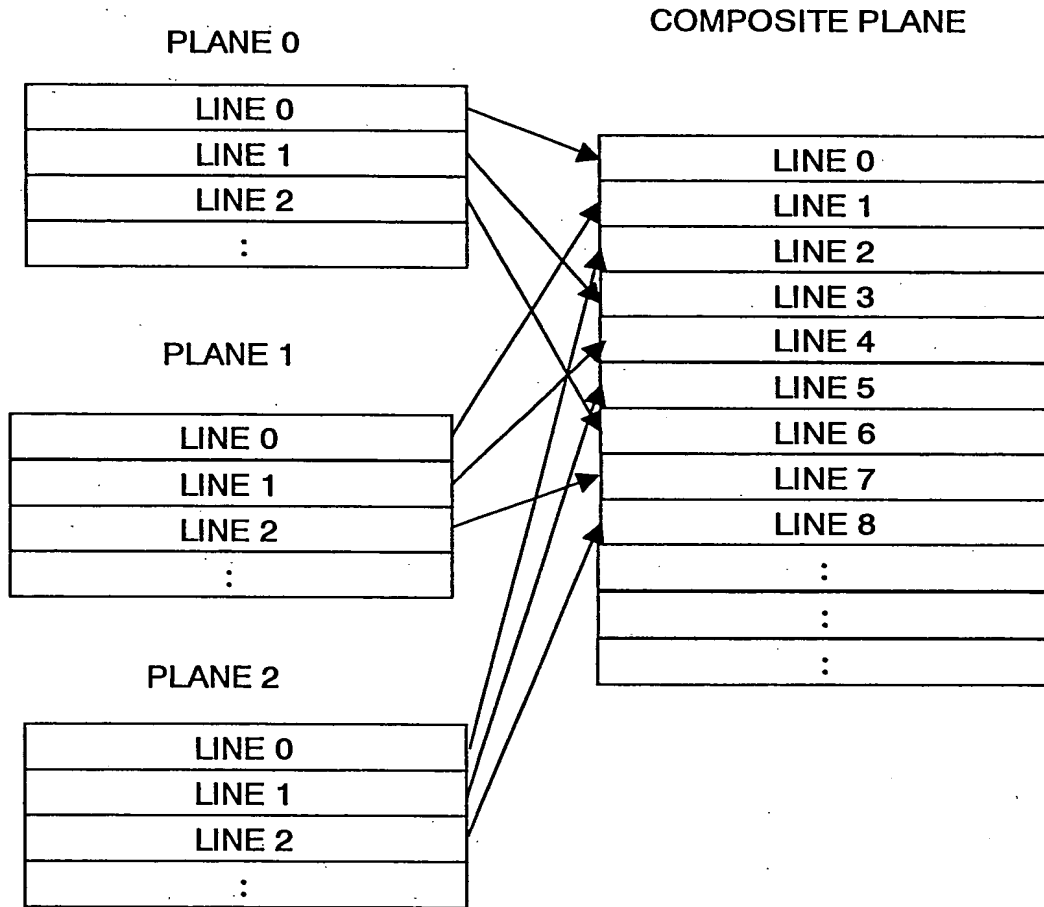 PLANE 0
LINE 0
LINE 1
LINE 2
:
PLANE 1
LINE 0
LINE 1
LINE 2
:
PLANE 2
LINE 0
LINE 1
LINE 2
:
COMPOSITE PLANE
LINE 0
LINE 1
LINE 2
LINE 3
LINE 4
LINE 5
LINE 6
LINE 7
LINE 8
:
:
: